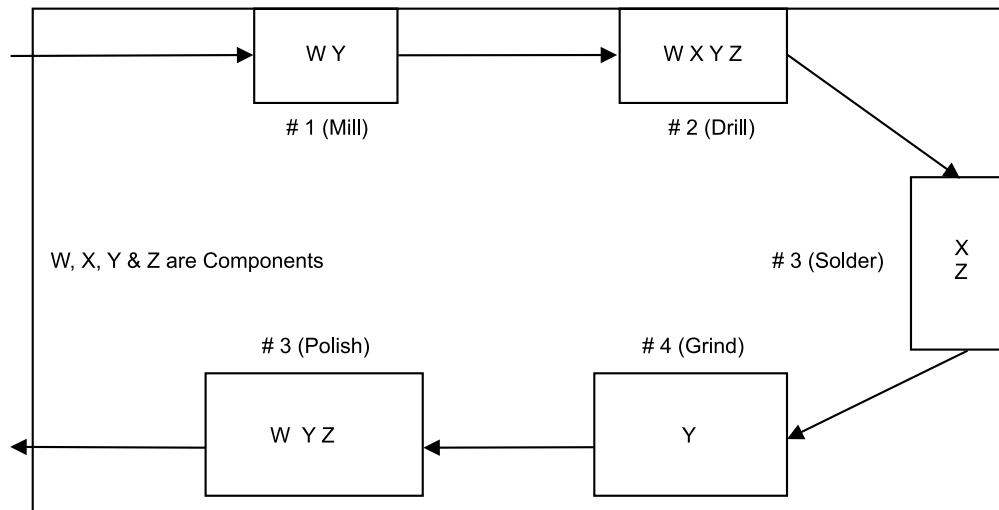 W Y
W X Y Z
# 1 (Mill)
# 2 (Drill)
X
Z
W, X, Y & Z are Components
# 3 (Solder)
# 3 (Polish)
# 4 (Grind)
W Y Z
Y